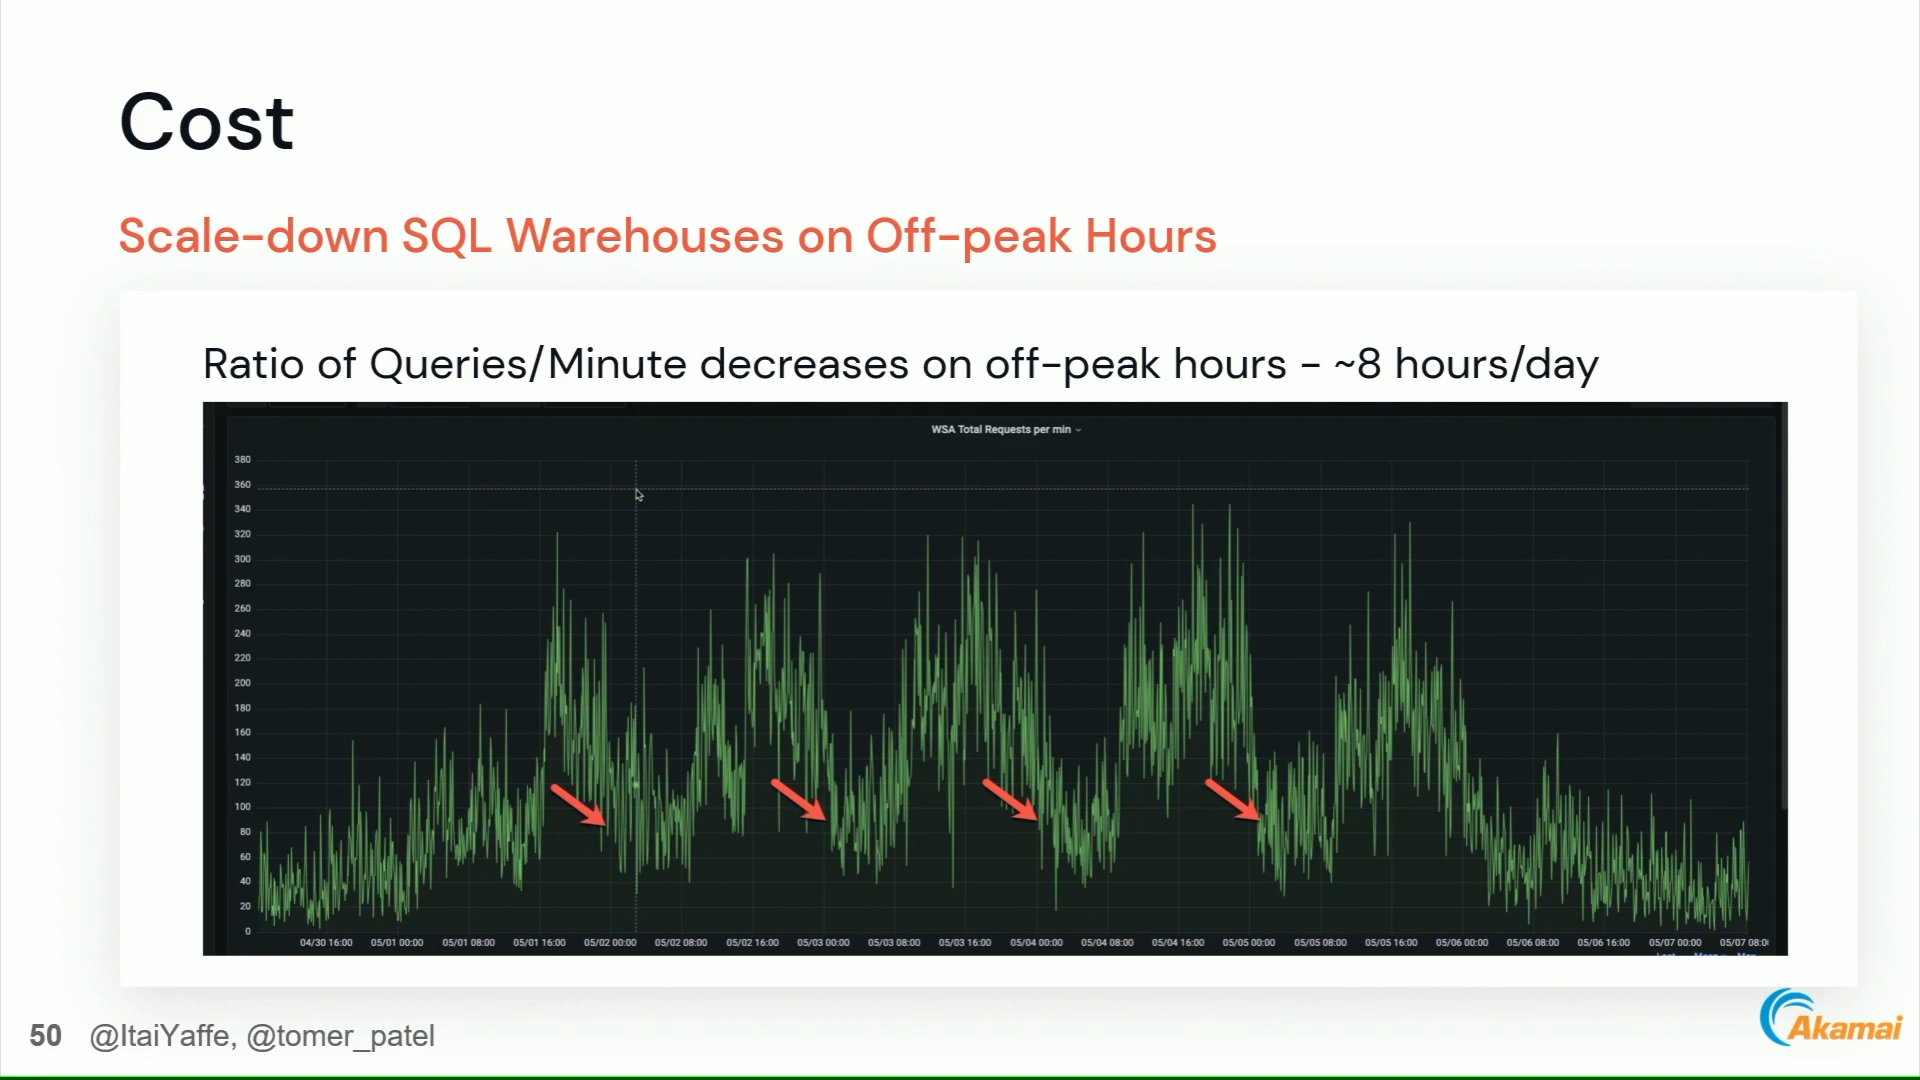 Cost
Scale-down SQL Warehouses on Off-peak Hours
Ratio of Queries/Minute decreases on off-peak hours - ~8 hours/day
WSA Total Requests per min
380
360
340
320
300
280
260
240
220
200
180
160
140
120
100
80
60
40
20
0
04/30 16:00 05/01 00:00 05/01 08:00 05/01 16:00 05/02 00:00 05/02 08:00 05/02 16:00 05/03 00:00 05/03 08:00 05/03 16:00 05/04 00:00 05/04 08:00 05/04 16:00 05/05 00:00 05/05 08:00 05/05 16:00 05/06 00:00 05/06 08:00 05/06 16:00 05/07 00:00 05/07 08:0
50 @ItaiYaffe, @tomer_patel
Akamai